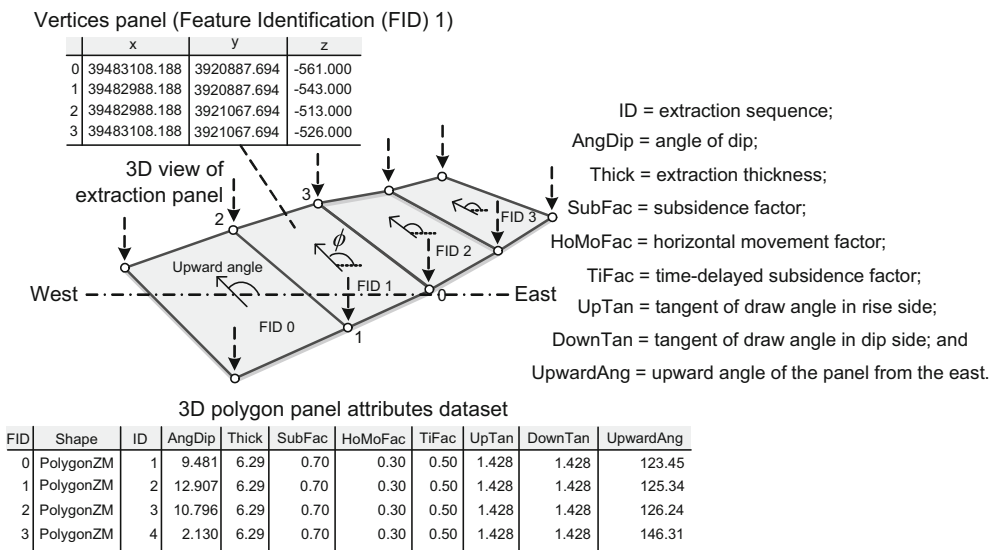 Vertices panel (Feature Identification (FID) 1)
x y z
0 39483108.188 3920887.694 -561.000
1 39482988.188 3920887.694 -543.000
2 39482988.188 3921067.694 -513.000
3 39483108.188 3921067.694 -526.000
3D view of
extraction panel
2
3
ϕ
Upward angle
FID 0
FID 1
FID 2
FID 3
0
1
West
East
ID = extraction sequence;
AngDip = angle of dip;
Thick = extraction thickness;
SubFac = subsidence factor;
HoMoFac = horizontal movement factor;
TiFac = time-delayed subsidence factor;
UpTan = tangent of draw angle in rise side;
DownTan = tangent of draw angle in dip side; and
UpwardAng = upward angle of the panel from the east.
3D polygon panel attributes dataset
FID Shape ID AngDip Thick SubFac HoMoFac TiFac UpTan DownTan UpwardAng
0 PolygonZM 1 9.481 6.29 0.70 0.30 0.50 1.428 1.428 123.45
1 PolygonZM 2 12.907 6.29 0.70 0.30 0.50 1.428 1.428 125.34
2 PolygonZM 3 10.796 6.29 0.70 0.30 0.50 1.428 1.428 126.24
3 PolygonZM 4 2.130 6.29 0.70 0.30 0.50 1.428 1.428 146.31